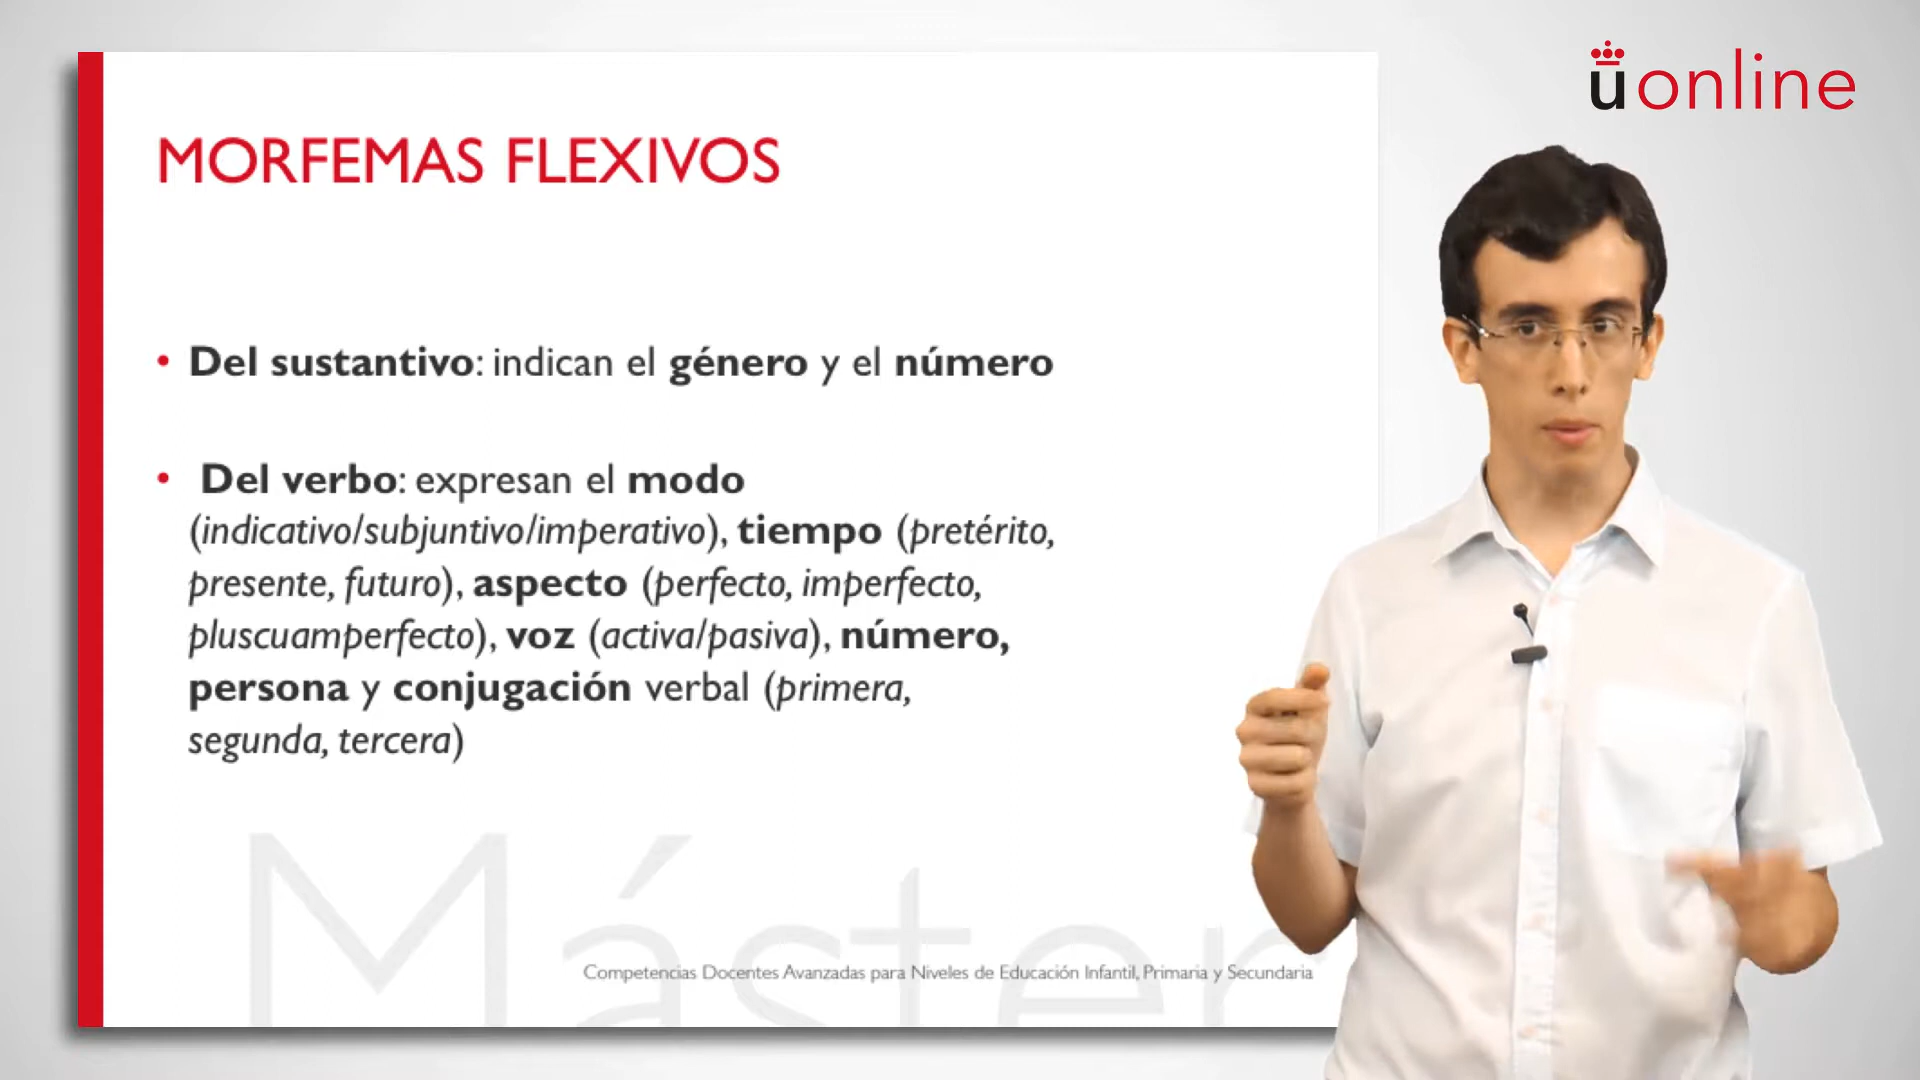 üonline
MORFEMAS FLEXIVOS
• Del sustantivo: indican el género y el número
• Del verbo: expresan el modo
(indicativo/subjuntivo/imperativo), tiempo (pretérito,
presente, futuro), aspecto (perfecto, imperfecto,
pluscuamperfecto), voz (activa/pasiva), número,
persona y conjugación verbal (primera,
segunda, tercera)
Máster
Competencias Docentes Avanzadas para Niveles de Educación Infantil, Primaria y Secundaria